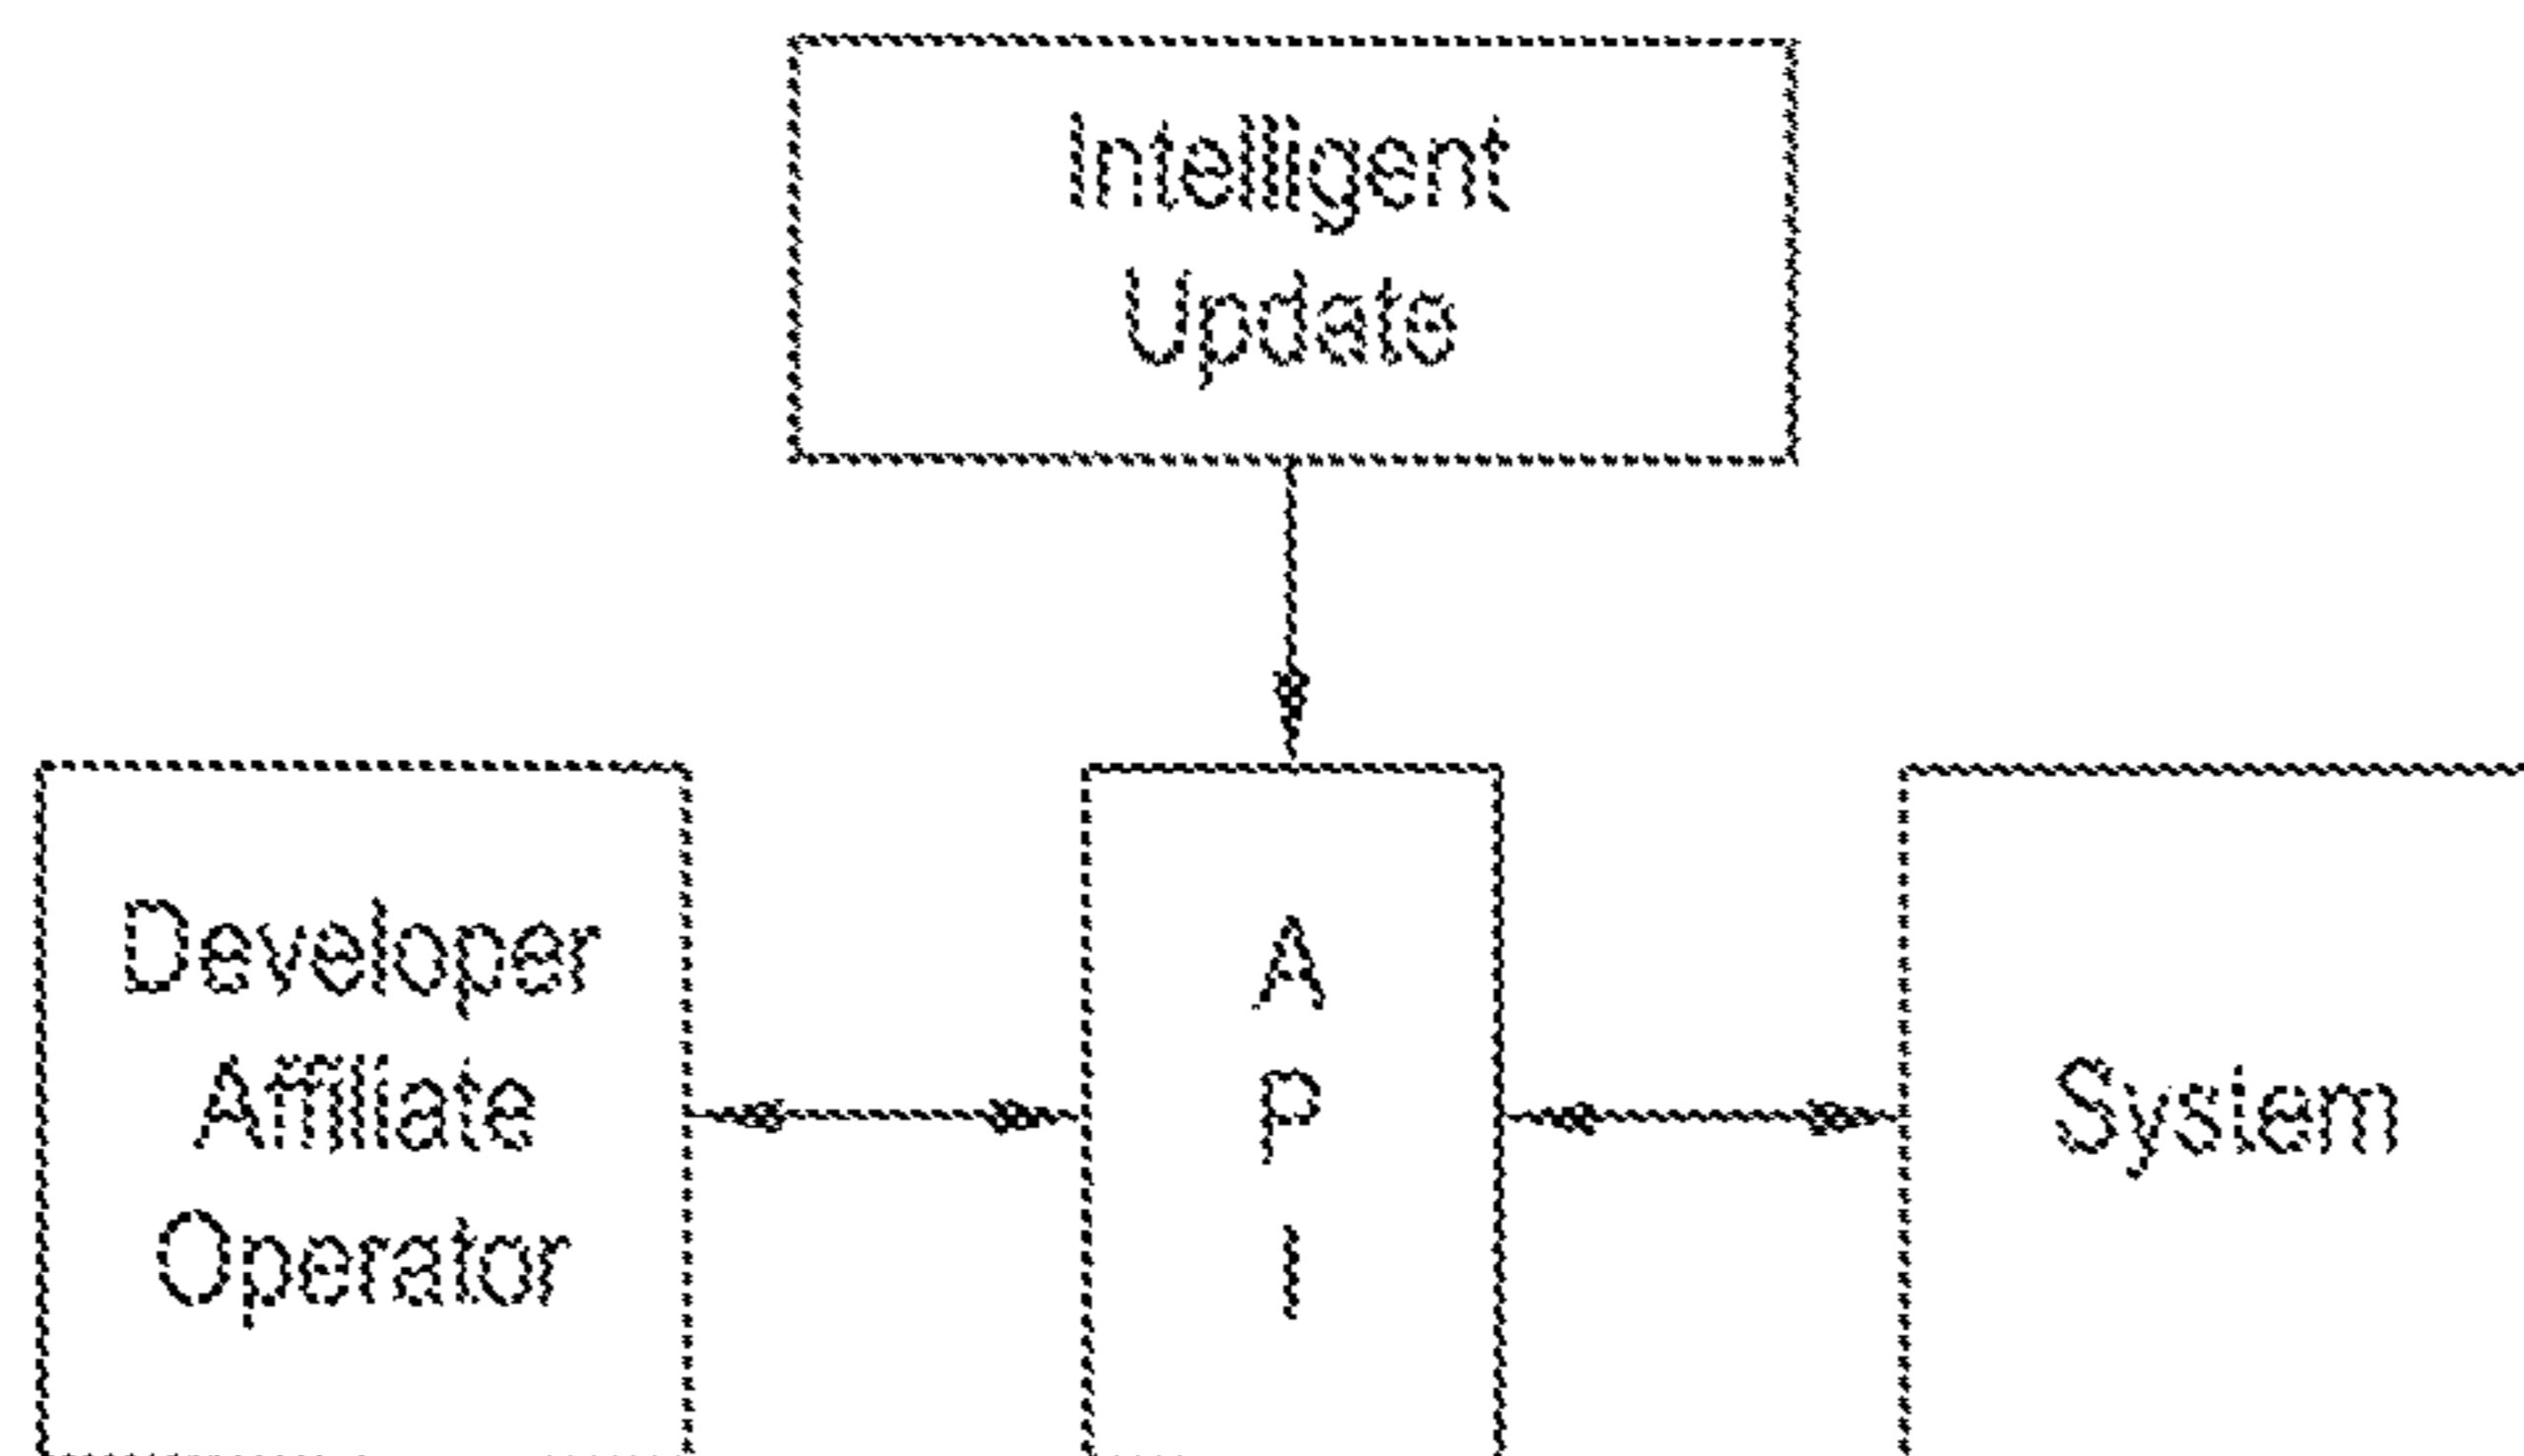 Intelligent
Update
Developer
Affiliate
Operator
A
P
I
System